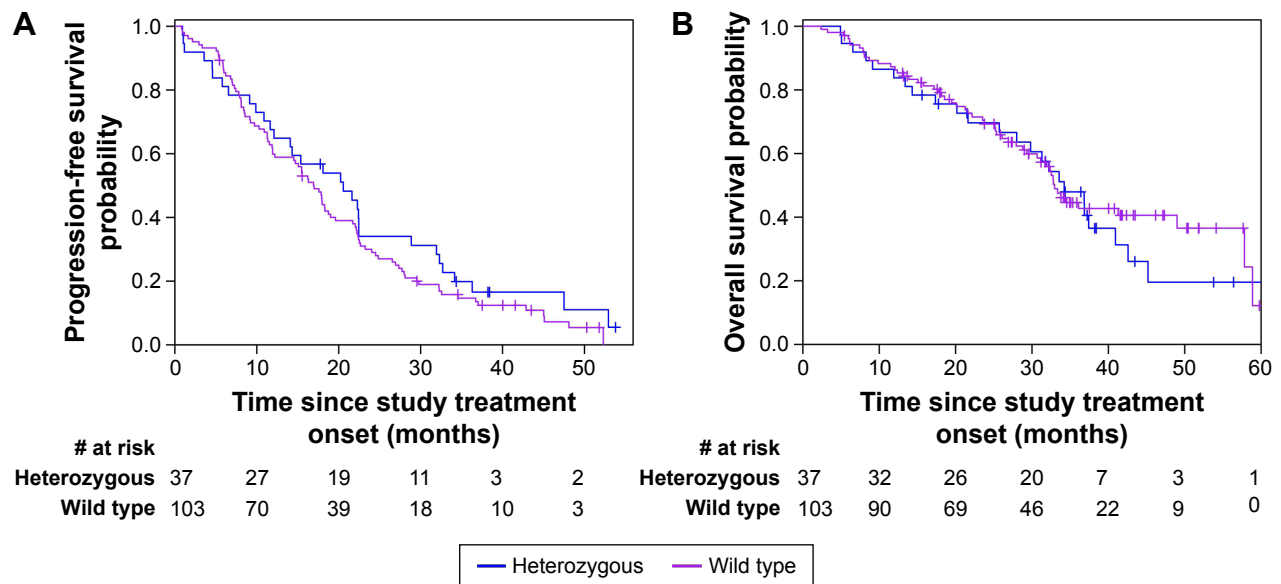 A
Progression-free survival
probability
1.0
0.8
0.6
0.4
0.2
0.0
0 10 20 30 40 50
Time since study treatment
onset (months)
# at risk
Heterozygous 37 27 19 11 3 2
Wild type 103 70 39 18 10 3
B
Overall survival probability
1.0
0.8
0.6
0.4
0.2
0.0
0 10 20 30 40 50 60
Time since study treatment
onset (months)
# at risk
Heterozygous 37 32 26 20 7 3 1
Wild type 103 90 69 46 22 9 0
Heterozygous Wild type